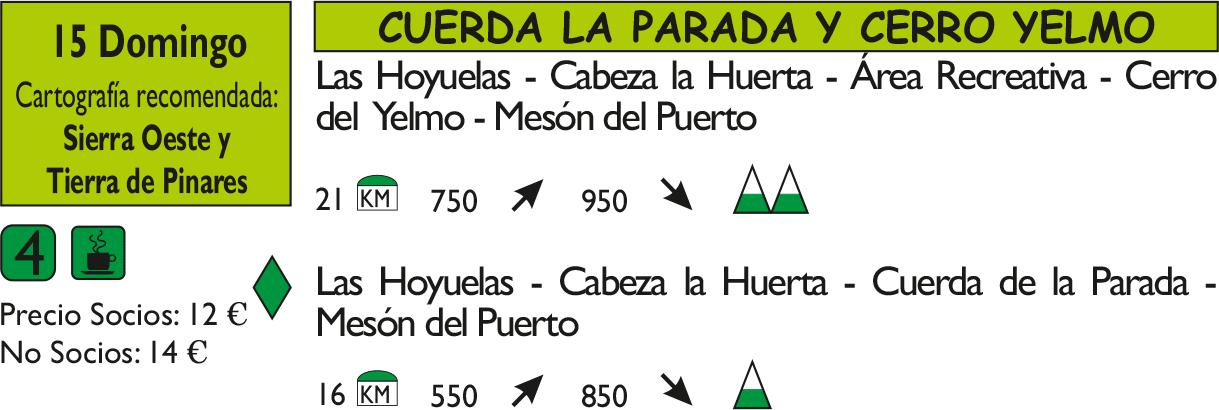 15 Domingo
Cartografía recomendada:
Sierra Oeste y
Tierra de Pinares
4
Precio Socios: 12 €
No Socios: 14 €
CUERDA LA PARADA Y CERRO YELMO
Las Hoyuelas - Cabeza la Huerta - Área Recreativa - Cerro
del Yelmo - Mesón del Puerto
21 KM 750 950
Las Hoyuelas - Cabeza la Huerta - Cuerda de la Parada -
Mesón del Puerto
16 KM 550 850